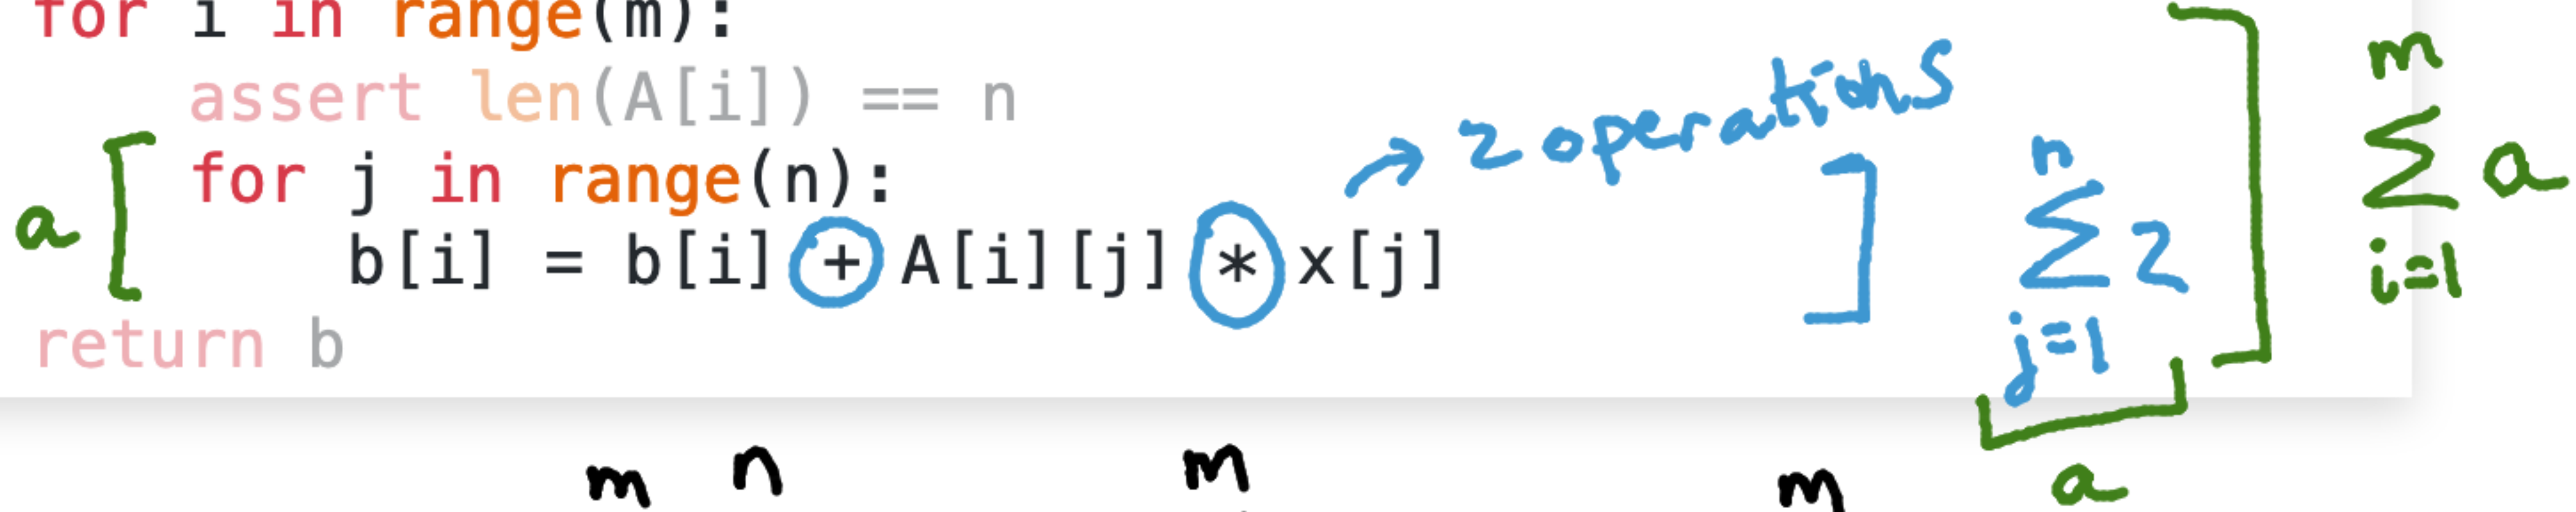 for i in range(m):
    assert len(A[i]) == n
    for j in range(n):
        b[i] = b[i] + A[i][j] * x[j]
return b
→ 2 operations
n
∑ 2
j=1
m
∑ a
i=1
a
a
m n m m